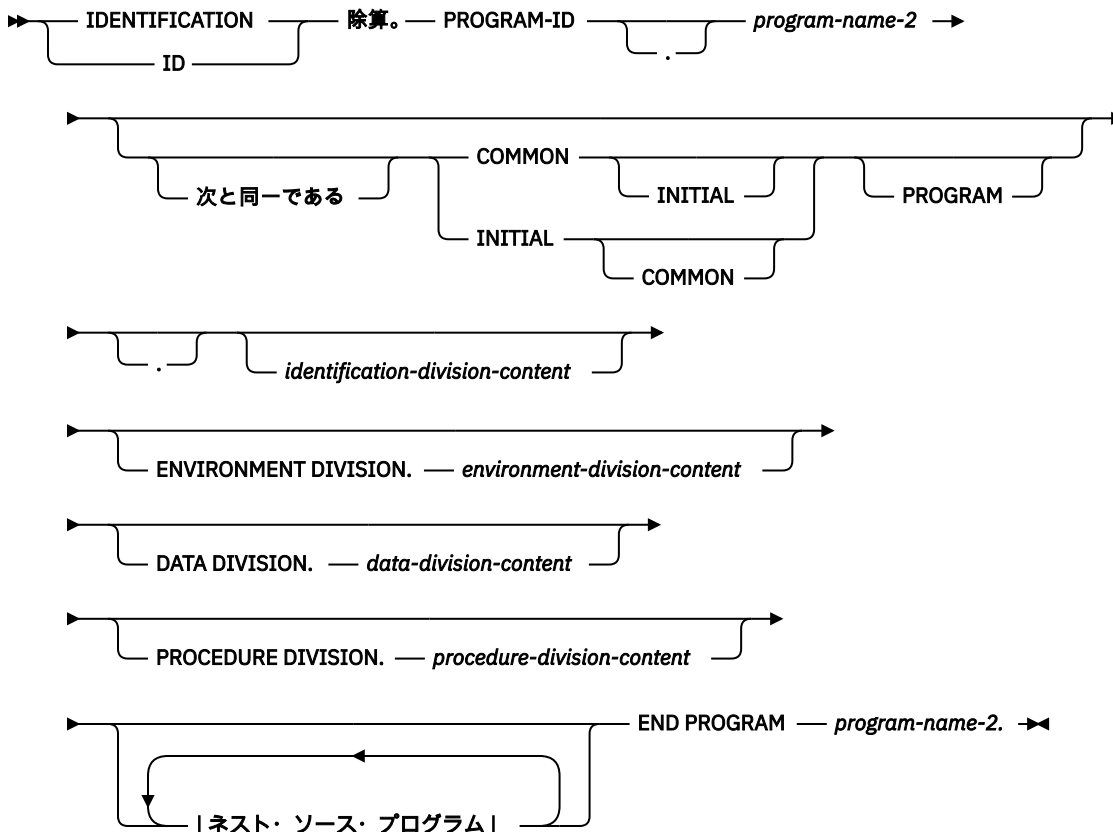 IDENTIFICATION 除算。 PROGRAM-ID program-name-2
ID .
COMMON
次と同一である INITIAL PROGRAM
INITIAL
COMMON
. identification-division-content
ENVIRONMENT DIVISION. environment-division-content
DATA DIVISION. data-division-content
PROCEDURE DIVISION. procedure-division-content
END PROGRAM program-name-2.
| ネスト・ ソース・ プログラム |